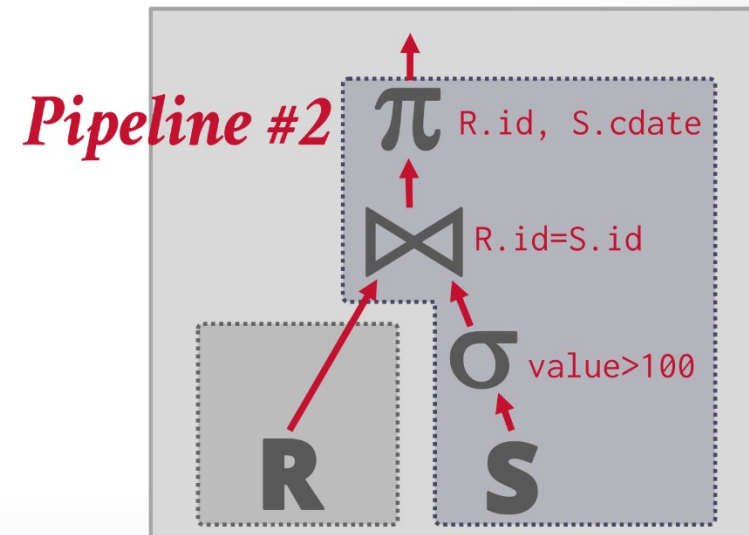 Pipeline #2
π R.id, S.cdate
⋈ R.id=S.id
σ value>100
R S